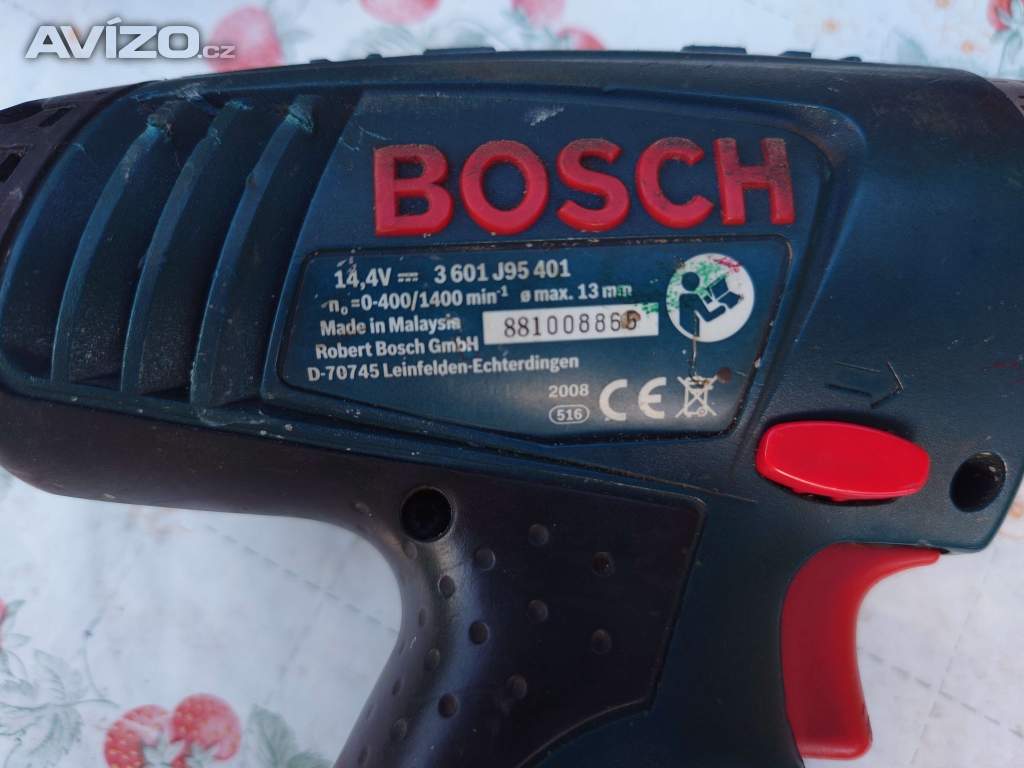 AVÍZO.cz
BOSCH
14,4V ⎓ 3 601 J95 401
n₀=0-400/1400 min⁻¹ ø max. 13 mm
Made in Malaysia 881008865
Robert Bosch GmbH
D-70745 Leinfelden-Echterdingen
2008
516 CE